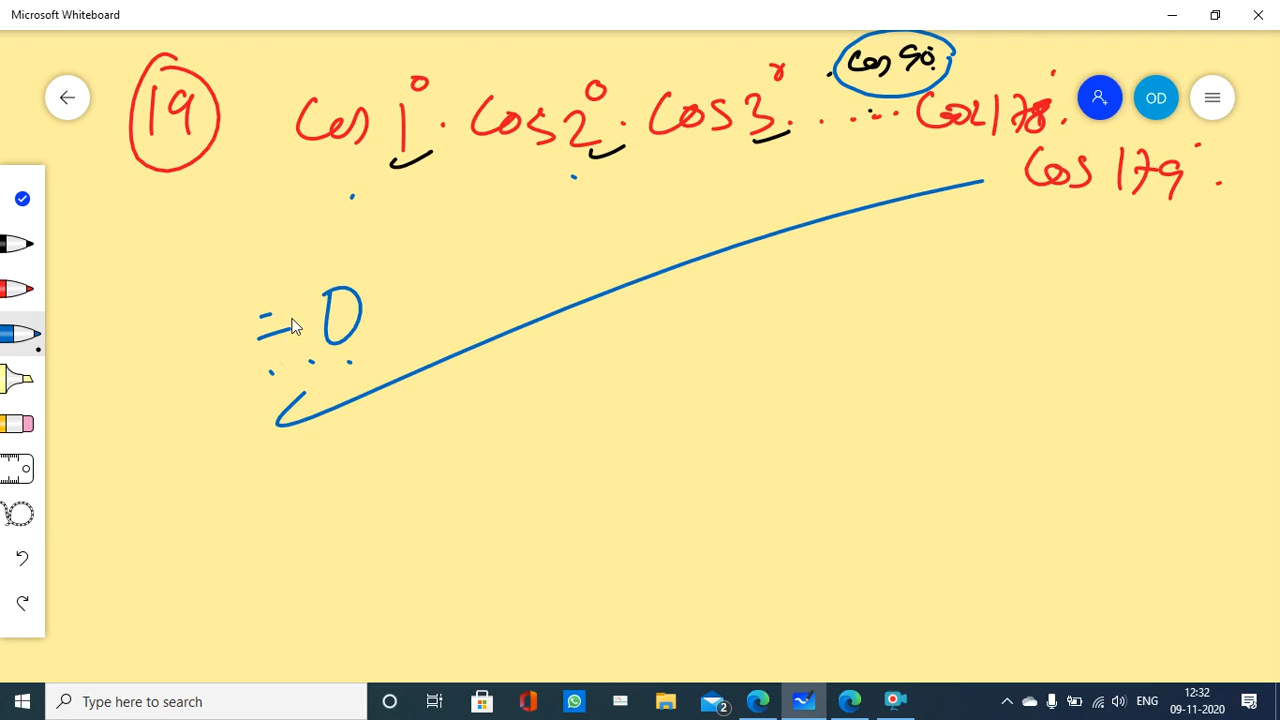 Microsoft Whiteboard
. cos 90.
19 cos 1° . cos 2° . cos 3° . . ..... cos 178° .
cos 179° .
OD
= 0
Type here to search
2
ENG
12:32
09-11-2020